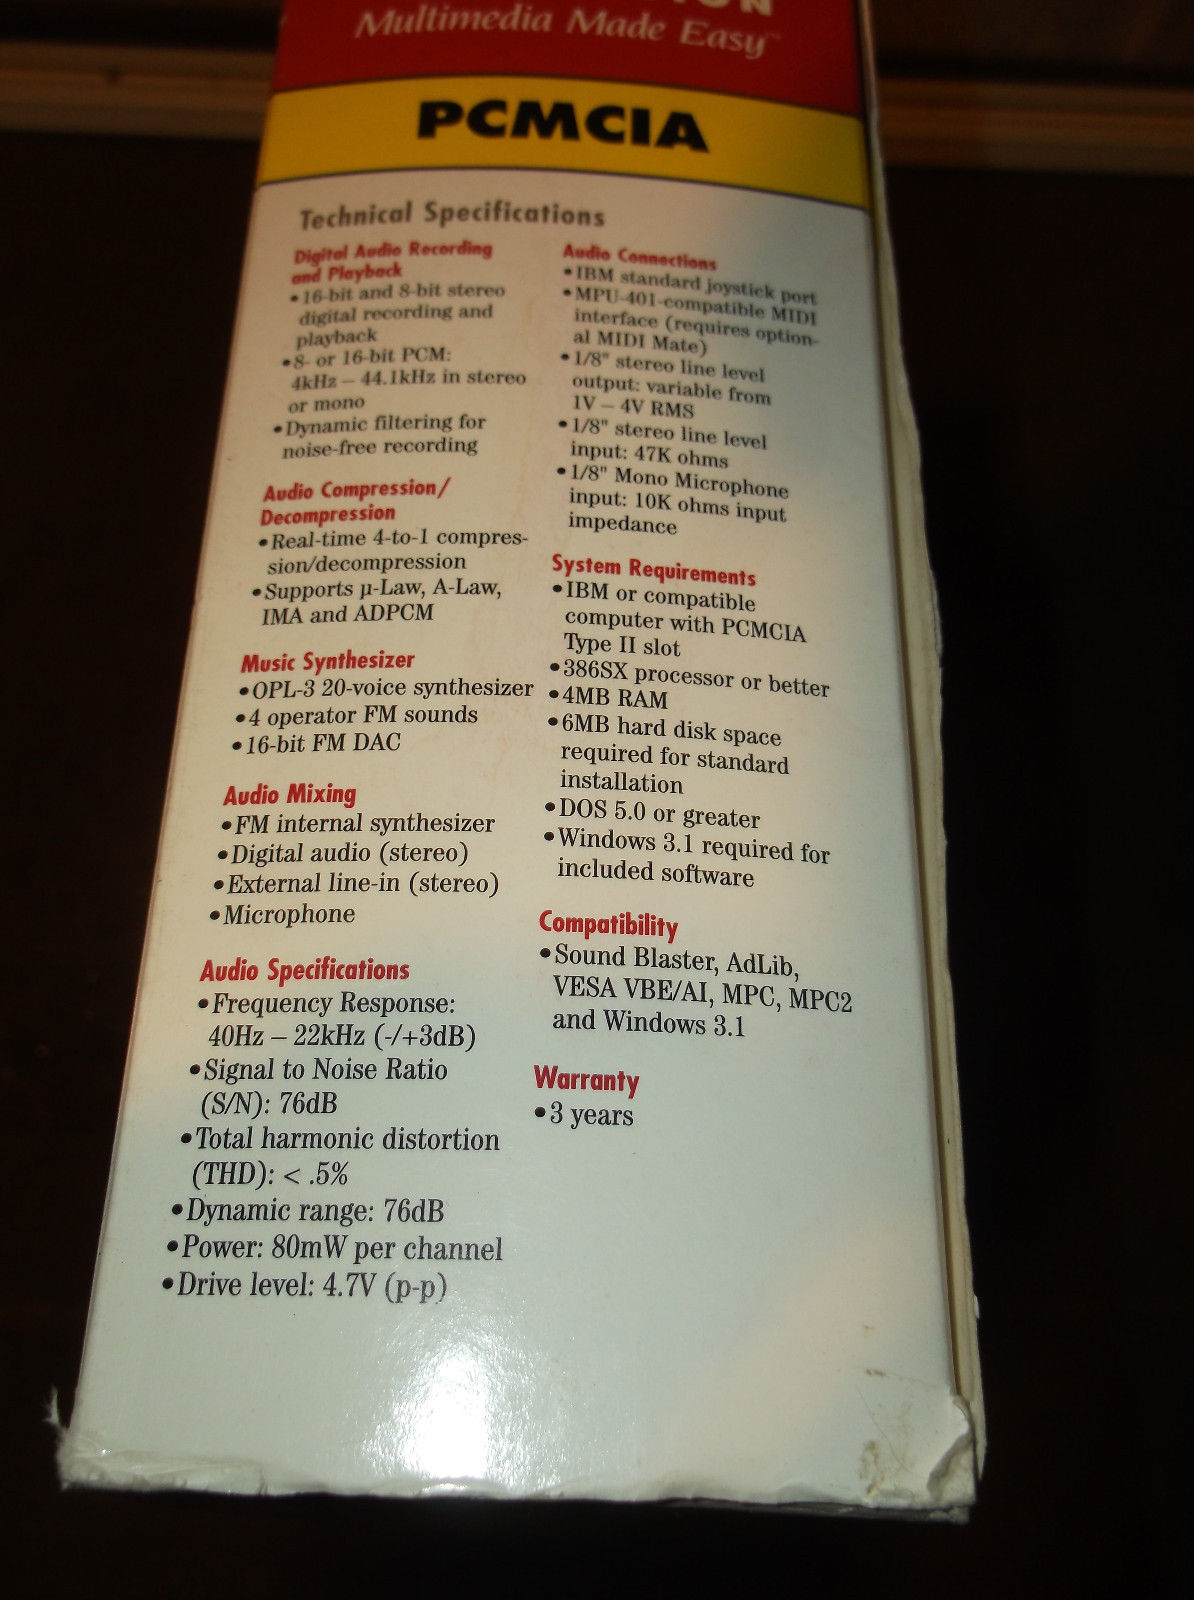 Multimedia Made Easy™
PCMCIA
Technical Specifications
Digital Audio Recording
and Playback
•16-bit and 8-bit stereo
digital recording and
playback
•8- or 16-bit PCM:
4kHz – 44.1kHz in stereo
or mono
•Dynamic filtering for
noise-free recording
Audio Compression/
Decompression
•Real-time 4-to-1 compres-
sion/decompression
•Supports µ-Law, A-Law,
IMA and ADPCM
Music Synthesizer
•OPL-3 20-voice synthesizer
•4 operator FM sounds
•16-bit FM DAC
Audio Mixing
•FM internal synthesizer
•Digital audio (stereo)
•External line-in (stereo)
•Microphone
Audio Specifications
•Frequency Response:
40Hz – 22kHz (-/+3dB)
•Signal to Noise Ratio
(S/N): 76dB
•Total harmonic distortion
(THD): < .5%
•Dynamic range: 76dB
•Power: 80mW per channel
•Drive level: 4.7V (p-p)
Audio Connections
•IBM standard joystick port
•MPU-401-compatible MIDI
interface (requires option-
al MIDI Mate)
•1/8" stereo line level
output: variable from
1V – 4V RMS
•1/8" stereo line level
input: 47K ohms
•1/8" Mono Microphone
input: 10K ohms input
impedance
System Requirements
•IBM or compatible
computer with PCMCIA
Type II slot
•386SX processor or better
•4MB RAM
•6MB hard disk space
required for standard
installation
•DOS 5.0 or greater
•Windows 3.1 required for
included software
Compatibility
•Sound Blaster, AdLib,
VESA VBE/AI, MPC, MPC2
and Windows 3.1
Warranty
•3 years